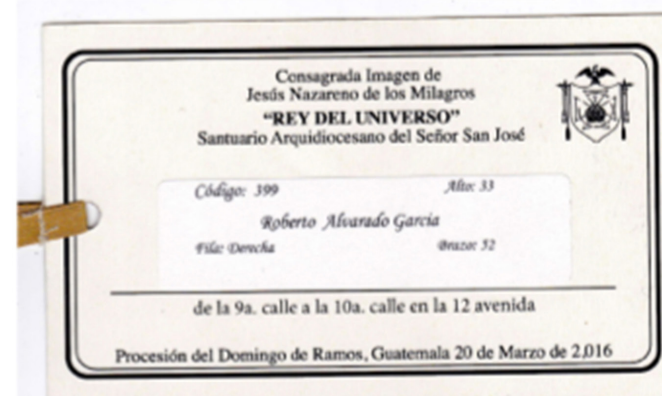 Consagrada Imagen de
Jesús Nazareno de los Milagros
“REY DEL UNIVERSO”
Santuario Arquidiocesano del Señor San José
Código: 399 Alto: 33
Roberto Alvarado Garcia
Fila: Derecha Brazo: 52
de la 9a. calle a la 10a. calle en la 12 avenida
Procesión del Domingo de Ramos, Guatemala 20 de Marzo de 2,016